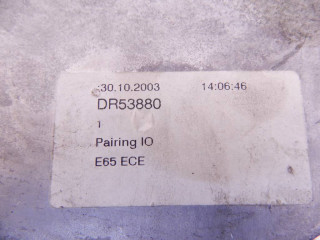 30.10.2003 14:06:46
DR53880
1
Pairing IO
E65 ECE